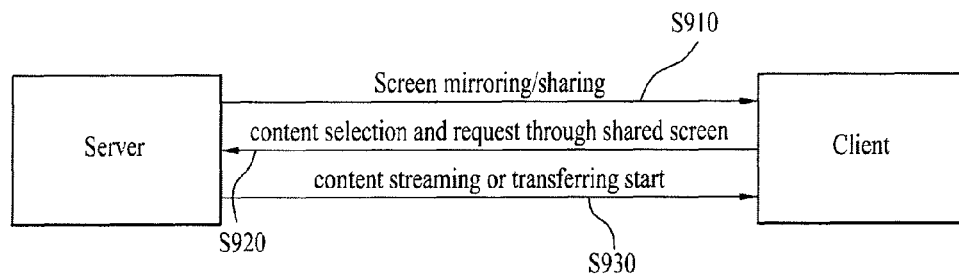 S910
Screen mirroring/sharing
Server
content selection and request through shared screen
Client
content streaming or transferring start
S920
S930